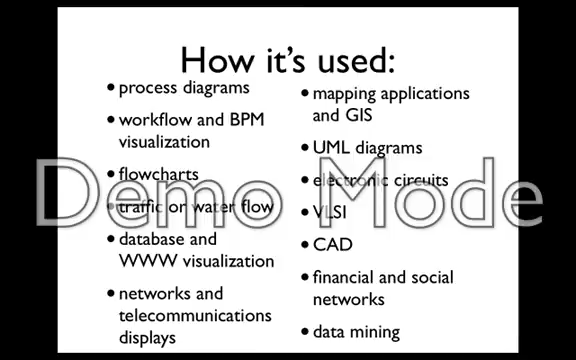 How it's used:
• process diagrams
• workflow and BPM
visualization
• flowcharts
• traffic or water flow
• database and
WWW visualization
• networks and
telecommunications
displays
• mapping applications
and GIS
• UML diagrams
• electronic circuits
• VLSI
• CAD
• financial and social
networks
• data mining
Demo Mode